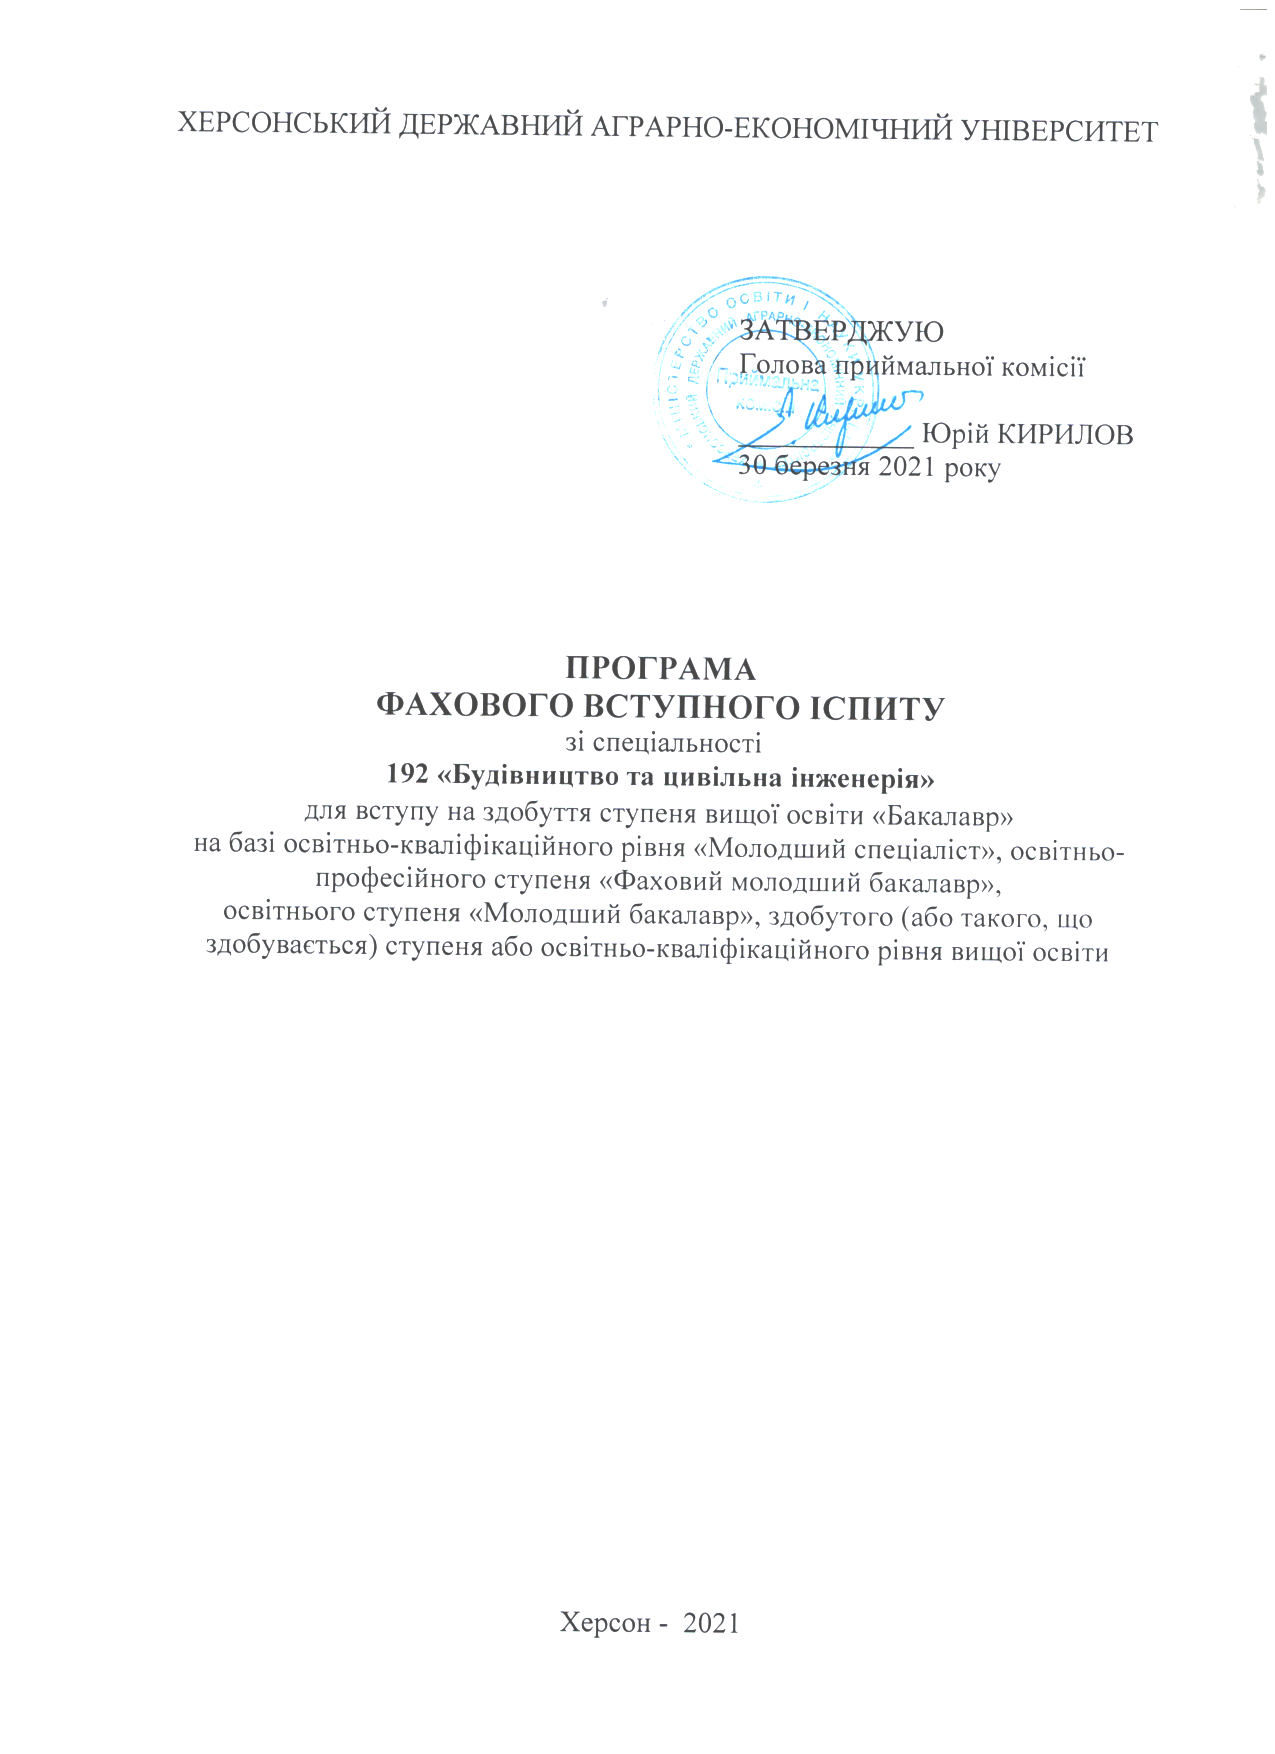 ХЕРСОНСЬКИЙ ДЕРЖАВНИЙ АГРАРНО-ЕКОНОМІЧНИЙ УНІВЕРСИТЕТ
ЗАТВЕРДЖУЮ
Голова приймальної комісії
Приймальна
Юрій КИРИЛОВ
30 березня 2021 року
ПРОГРАМА
ФАХОВОГО ВСТУПНОГО ІСПИТУ
зі спеціальності
192 «Будівництво та цивільна інженерія»
для вступу на здобуття ступеня вищої освіти «Бакалавр»
на базі освітньо-кваліфікаційного рівня «Молодший спеціаліст», освітньо-
професійного ступеня «Фаховий молодший бакалавр»,
освітнього ступеня «Молодший бакалавр», здобутого (або такого, що
здобувається) ступеня або освітньо-кваліфікаційного рівня вищої освіти
Херсон - 2021